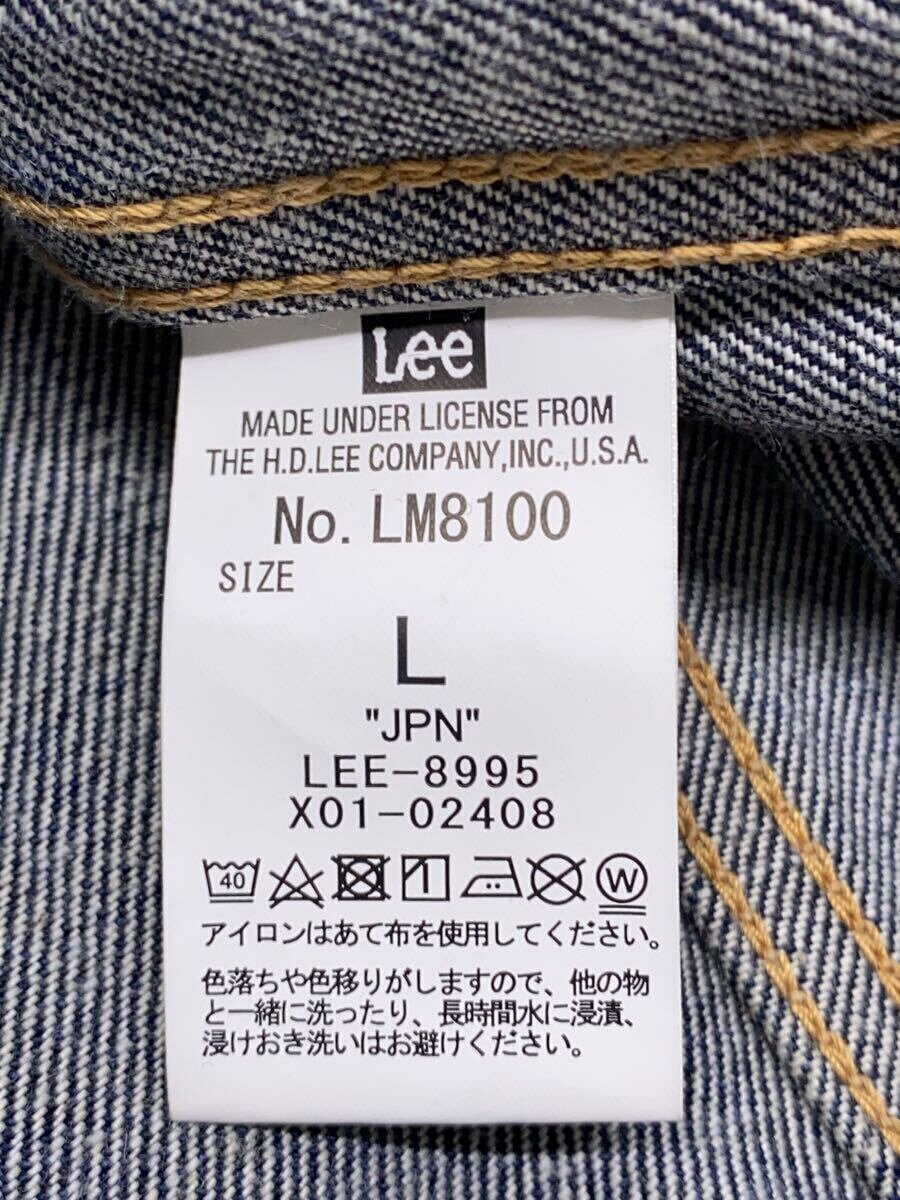 Lee
MADE UNDER LICENSE FROM
THE H.D.LEE COMPANY,INC.,U.S.A.
No. LM8100
SIZE
L
"JPN"
LEE-8995
X01-02408
40 W
アイロンはあて布を使用してください。
色落ちや色移りがしますので、他の物
と一緒に洗ったり、長時間水に浸漬、
浸けおき洗いはお避けください。